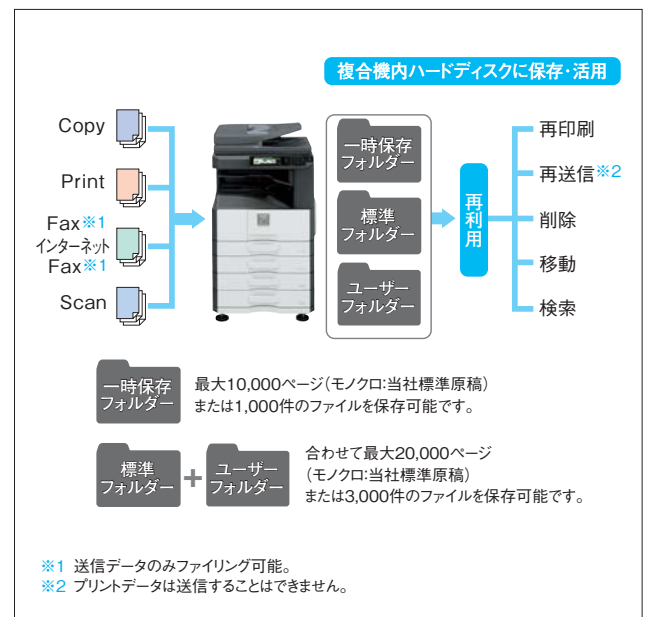 複合機内ハードディスクに保存・活用
Copy
Print
Fax※1
インターネット
Fax※1
Scan
一時保存
フォルダー
標準
フォルダー
ユーザー
フォルダー
再利用
再印刷
再送信※2
削除
移動
検索
一時保存
フォルダー
最大10,000ページ(モノクロ:当社標準原稿)
または1,000件のファイルを保存可能です。
標準
フォルダー
+
ユーザー
フォルダー
合わせて最大20,000ページ
(モノクロ:当社標準原稿)
または3,000件のファイルを保存可能です。
※1 送信データのみファイリング可能。
※2 プリントデータは送信することはできません。